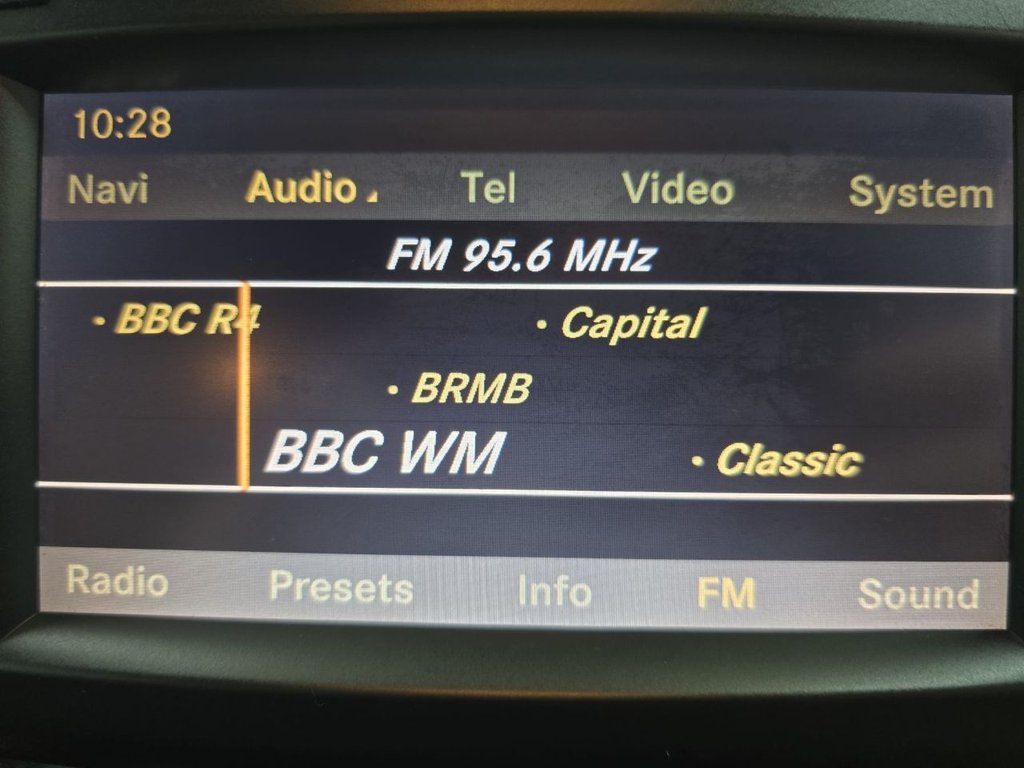 10:28
Navi Audio Tel Video System
FM 95.6 MHz
· BBC R4 · Capital
· BRMB
BBC WM · Classic
Radio Presets Info FM Sound